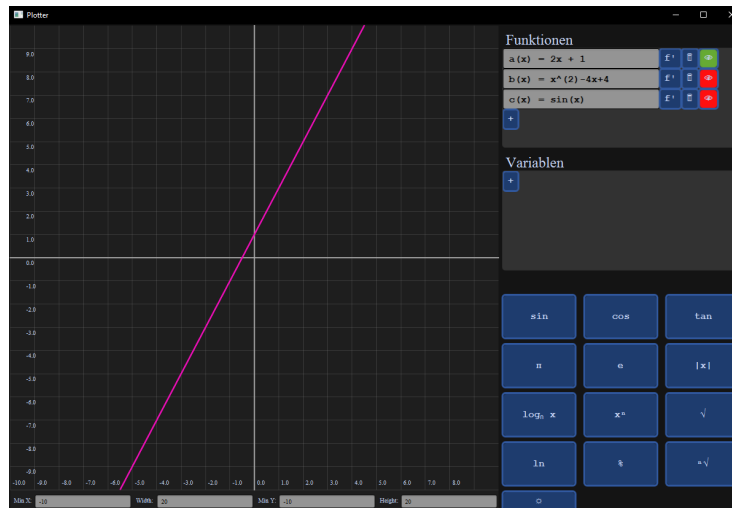 Plotter
Funktionen
a(x) = 2x + 1
f'
b(x) = x^(2)-4x+4
f'
c(x) = sin(x)
f'
+
Variablen
+
9.0
8.0
7.0
6.0
5.0
4.0
3.0
2.0
1.0
0.0
-1.0
-2.0
-3.0
-4.0
-5.0
-6.0
-7.0
-8.0
-9.0
-10.0 -9.0 -8.0 -7.0 -6.0 -5.0 -4.0 -3.0 -2.0 -1.0 0.0 1.0 2.0 3.0 4.0 5.0 6.0 7.0 8.0
Min X: -10 Width: 20 Min Y: -10 Height: 20
sin cos tan
π e |x|
logₙ x xⁿ √
ln % ⁿ√